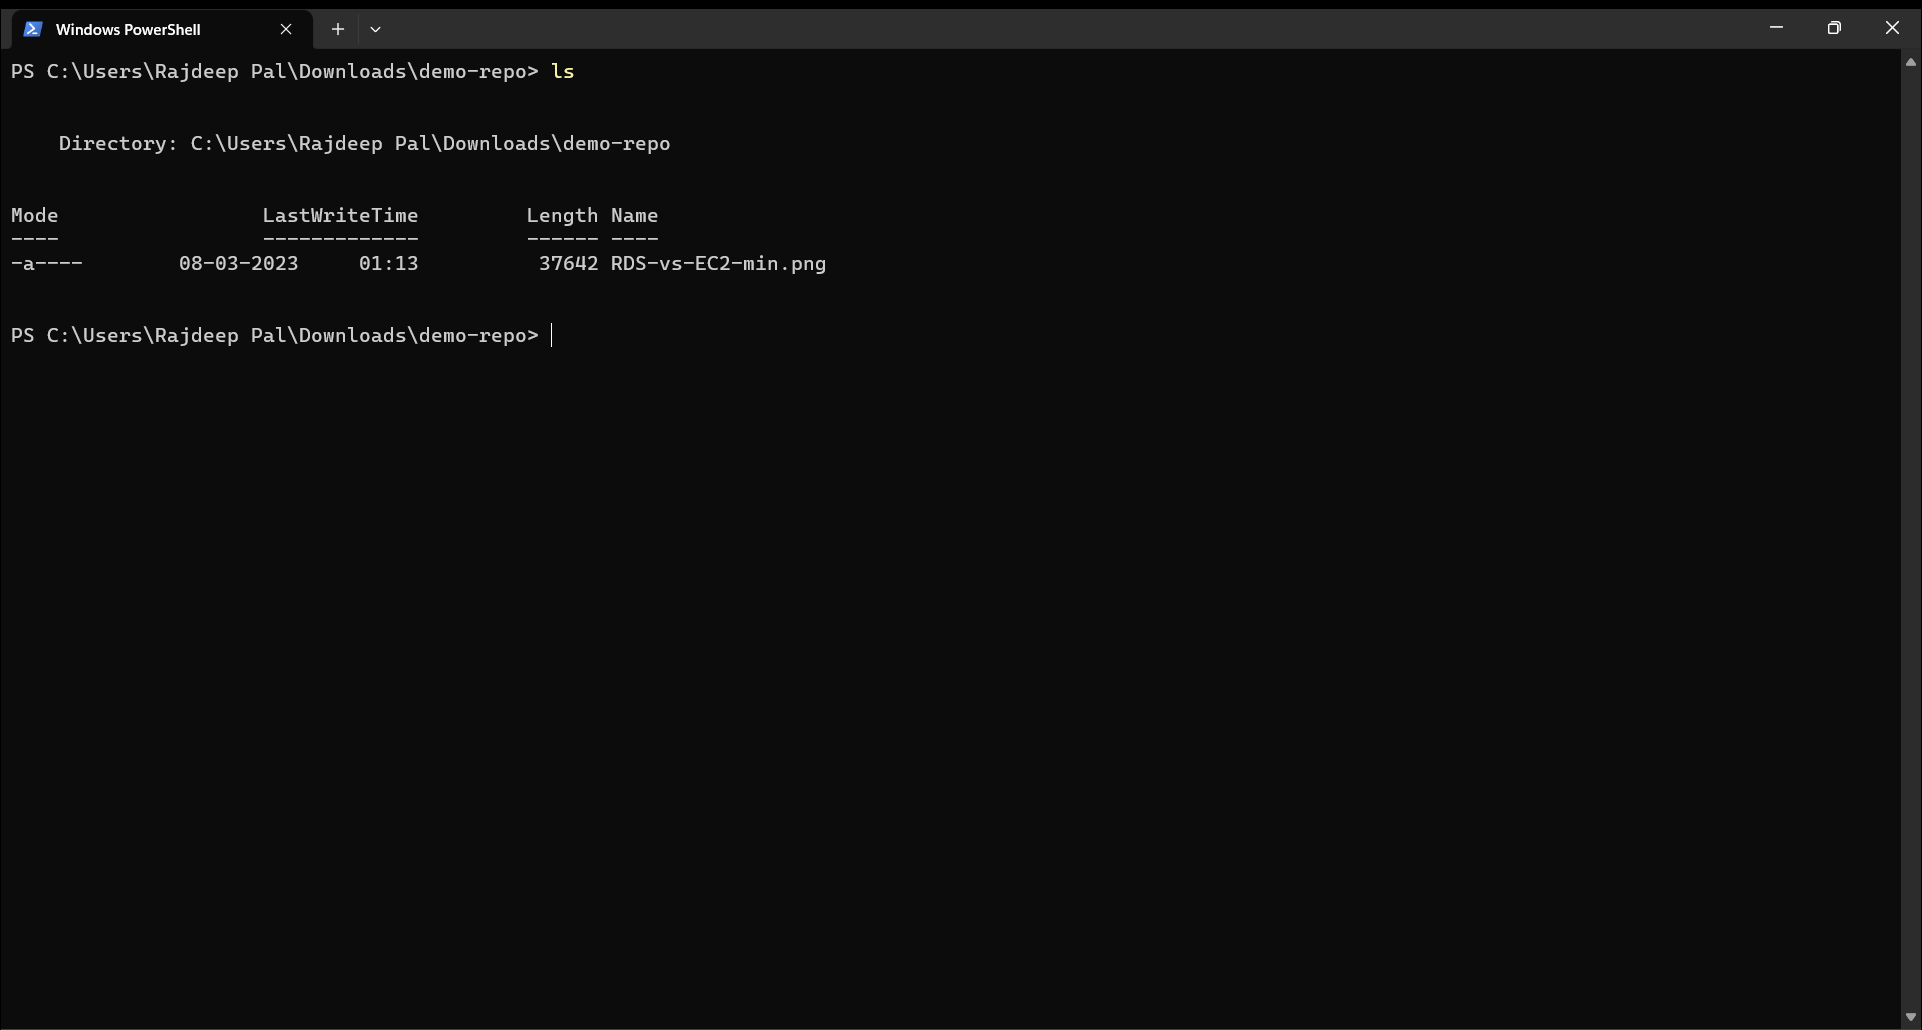 Windows PowerShell
PS C:\Users\Rajdeep Pal\Downloads\demo-repo> ls
    Directory: C:\Users\Rajdeep Pal\Downloads\demo-repo
Mode                 LastWriteTime         Length Name
----                 -------------         ------ ----
-a----        08-03-2023     01:13          37642 RDS-vs-EC2-min.png
PS C:\Users\Rajdeep Pal\Downloads\demo-repo>